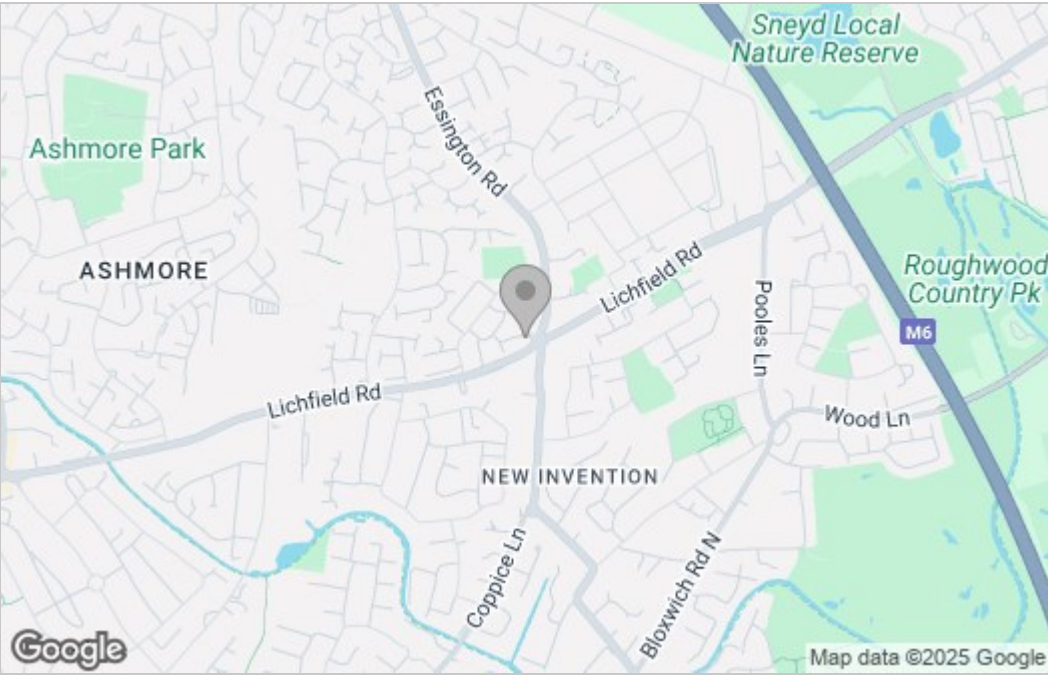 Sneyd Local
Nature Reserve
Essington Rd
Ashmore Park
ASHMORE
Lichfield Rd
Roughwood
Country Pk
Pooles Ln
M6
Lichfield Rd
Wood Ln
NEW INVENTION
Coppice Ln
Bloxwich Rd N
Google
Map data ©2025 Google